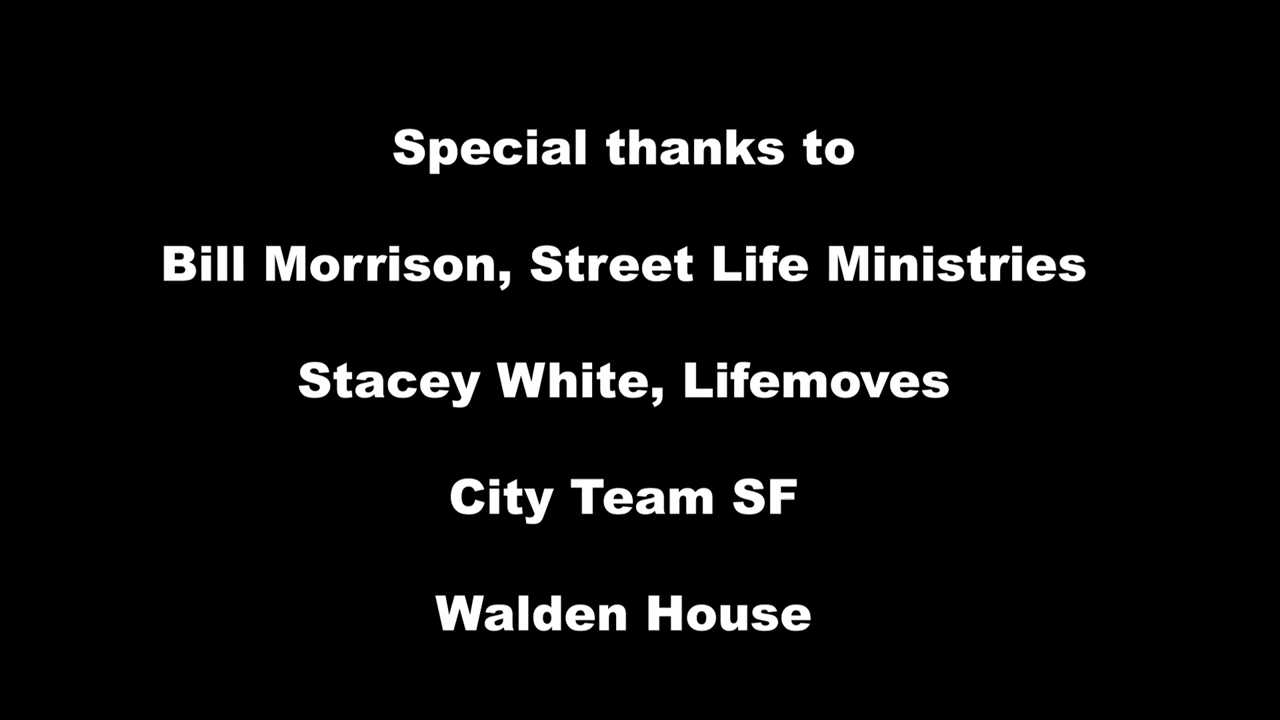 Special thanks to
Bill Morrison, Street Life Ministries
Stacey White, Lifemoves
City Team SF
Walden House